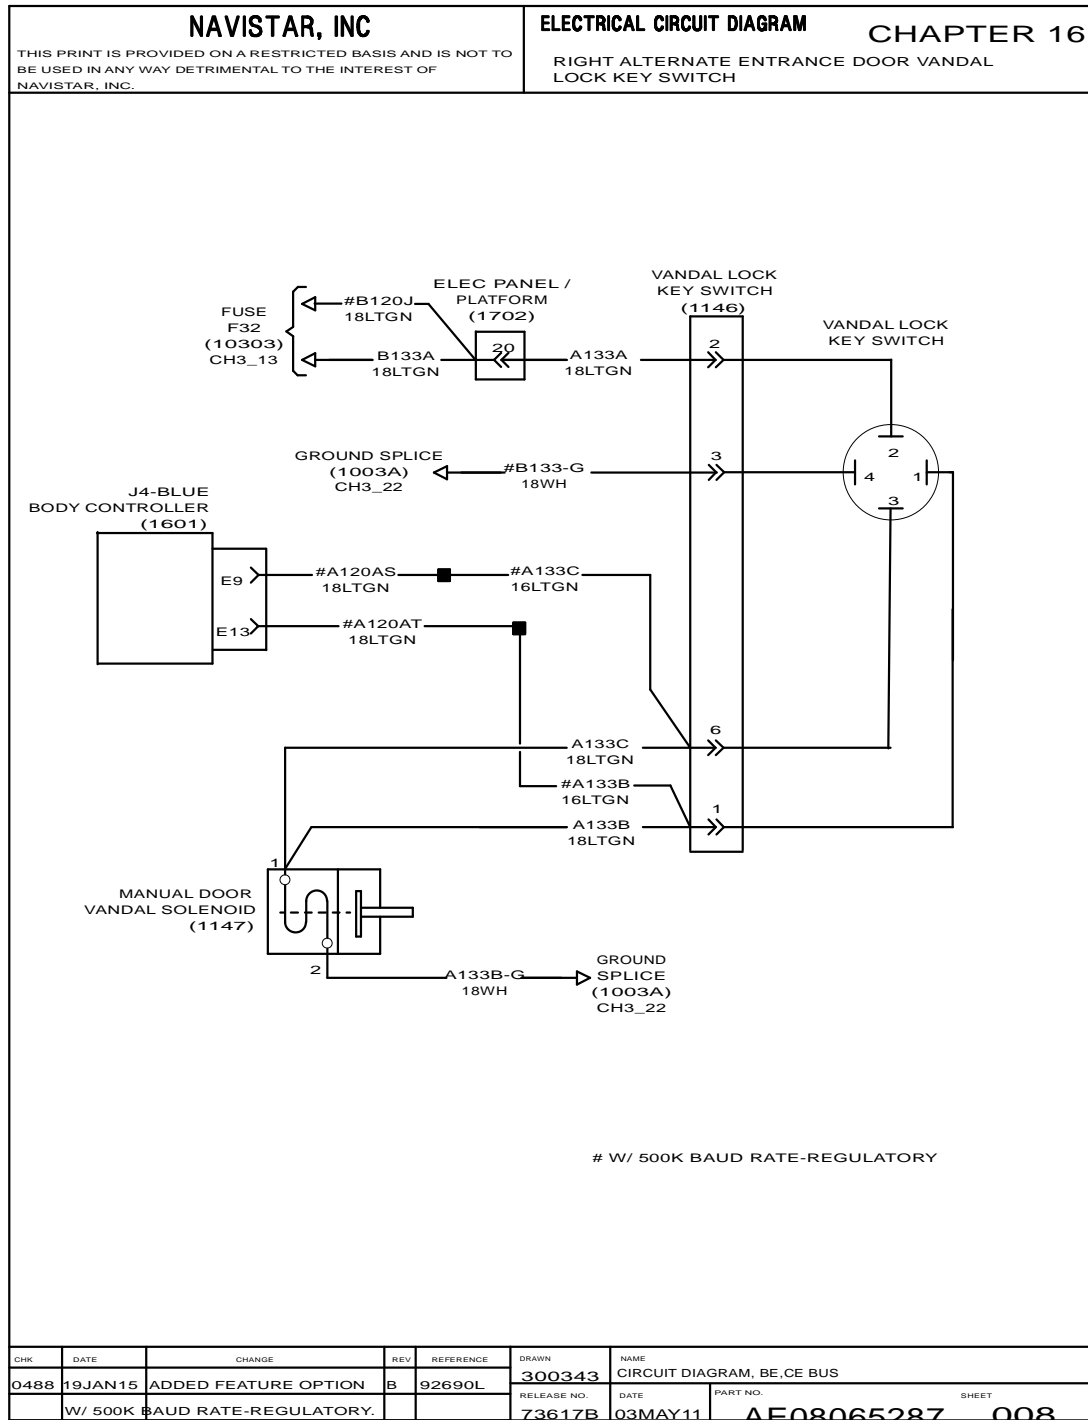 NAVISTAR, INC
THIS PRINT IS PROVIDED ON A RESTRICTED BASIS AND IS NOT TO
BE USED IN ANY WAY DETRIMENTAL TO THE INTEREST OF
NAVISTAR, INC.
ELECTRICAL CIRCUIT DIAGRAM
CHAPTER 16
RIGHT ALTERNATE ENTRANCE DOOR VANDAL
LOCK KEY SWITCH
FUSE
F32
(10303)
CH3_13
#B120J
18LTGN
B133A
18LTGN
ELEC PANEL /
PLATFORM
(1702)
20
A133A
18LTGN
VANDAL LOCK
KEY SWITCH
(1146)
2
VANDAL LOCK
KEY SWITCH
2
4
1
3
GROUND SPLICE
(1003A)
CH3_22
#B133-G
18WH
3
J4-BLUE
BODY CONTROLLER
(1601)
E9
#A120AS
18LTGN
#A133C
16LTGN
E13
#A120AT
18LTGN
A133C
18LTGN
6
#A133B
16LTGN
A133B
18LTGN
1
1
MANUAL DOOR
VANDAL SOLENOID
(1147)
2
A133B-G
18WH
GROUND
SPLICE
(1003A)
CH3_22
# W/ 500K BAUD RATE-REGULATORY
CHK DATE CHANGE REV REFERENCE
0488 19JAN15 ADDED FEATURE OPTION B 92690L
W/ 500K BAUD RATE-REGULATORY.
DRAWN
300343
NAME
CIRCUIT DIAGRAM, BE,CE BUS
RELEASE NO.
73617B
DATE
03MAY11
PART NO.
AE08065287
SHEET
008